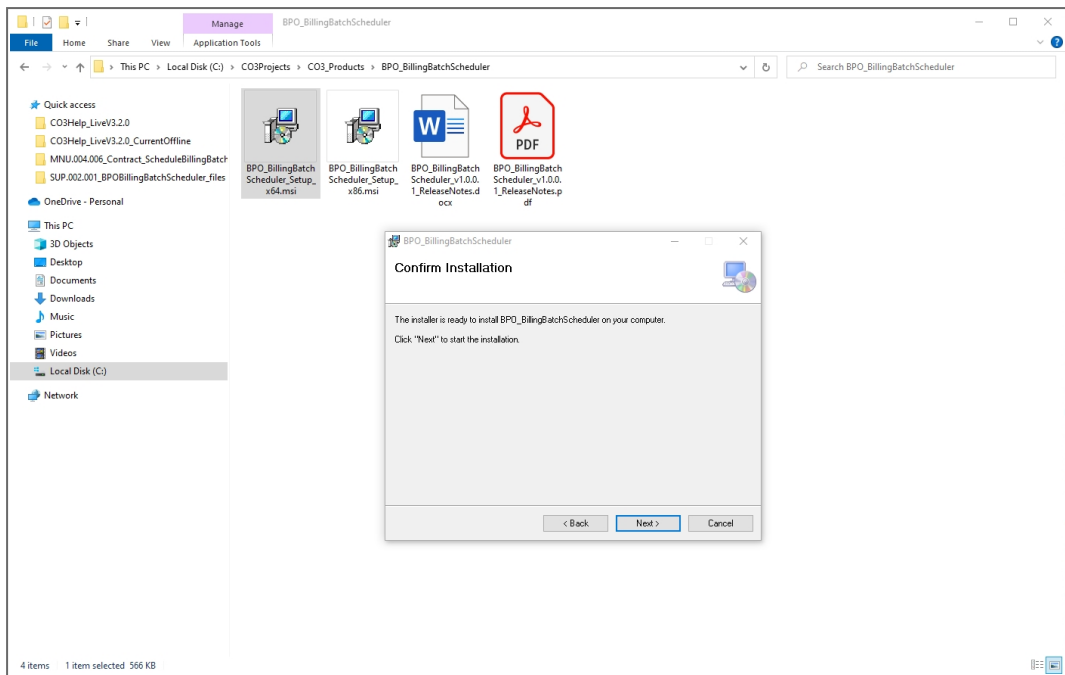 Manage
BPO_BillingBatchScheduler
File
Home
Share
View
Application Tools
This PC > Local Disk (C:) > CO3Projects > CO3_Products > BPO_BillingBatchScheduler
Search BPO_BillingBatchScheduler
Quick access
CO3Help_LiveV3.2.0
CO3Help_LiveV3.2.0_CurrentOffline
MNU.004.006_Contract_ScheduleBillingBatch
SUP.002.001_BPOBillingBatchScheduler_files
OneDrive - Personal
This PC
3D Objects
Desktop
Documents
Downloads
Music
Pictures
Videos
Local Disk (C:)
Network
BPO_BillingBatch
Scheduler_Setup_
x64.msi
BPO_BillingBatch
Scheduler_Setup_
x86.msi
W
BPO_BillingBatch
Scheduler_v1.0.0.
1_ReleaseNotes.d
ocx
PDF
BPO_BillingBatch
Scheduler_v1.0.0.
1_ReleaseNotes.p
df
BPO_BillingBatchScheduler
Confirm Installation
The installer is ready to install BPO_BillingBatchScheduler on your computer.
Click "Next" to start the installation.
< Back
Next >
Cancel
4 items
1 item selected 566 KB